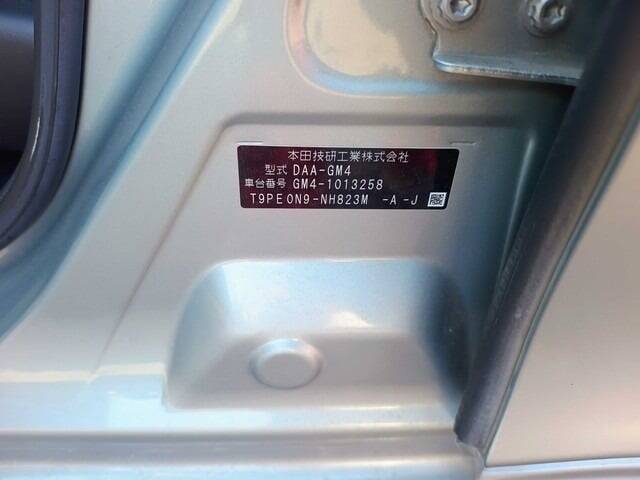 本田技研工業株式会社
型式 DAA-GM4
車台番号 GM4-1013258
T9PE0N9-NH823M -A-J